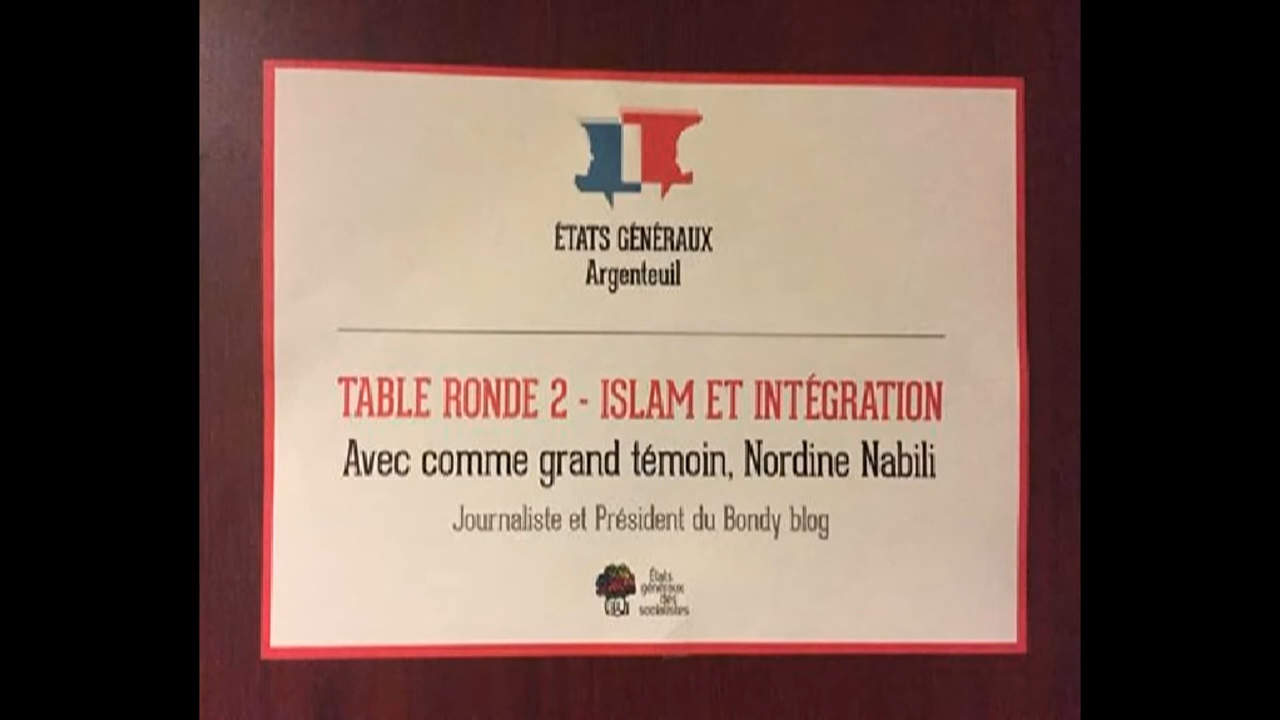 ÉTATS GÉNÉRAUX
Argenteuil
TABLE RONDE 2 - ISLAM ET INTÉGRATION
Avec comme grand témoin, Nordine Nabili
Journaliste et Président du Bondy blog
États
généraux
des
socialistes